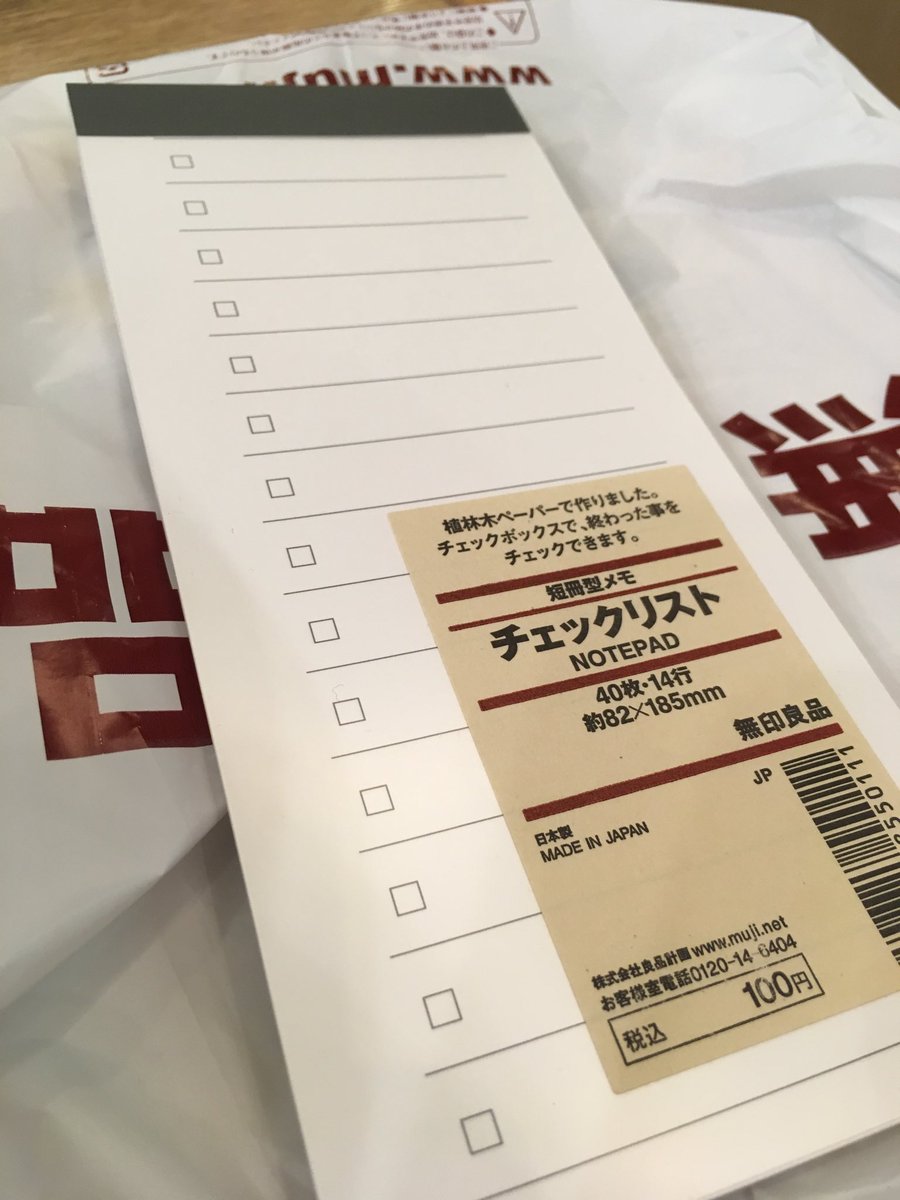 植林木ペーパーで作りました。
チェックボックスで、終わった事を
チェックできます。
短冊型メモ
チェックリスト
NOTEPAD
40枚・14行
約82×185mm
無印良品
JP
550111
日本製
MADE IN JAPAN
株式会社良品計画 www.muji.net
お客様室電話0120-14-6404
税込 100円
無
品
www.mu